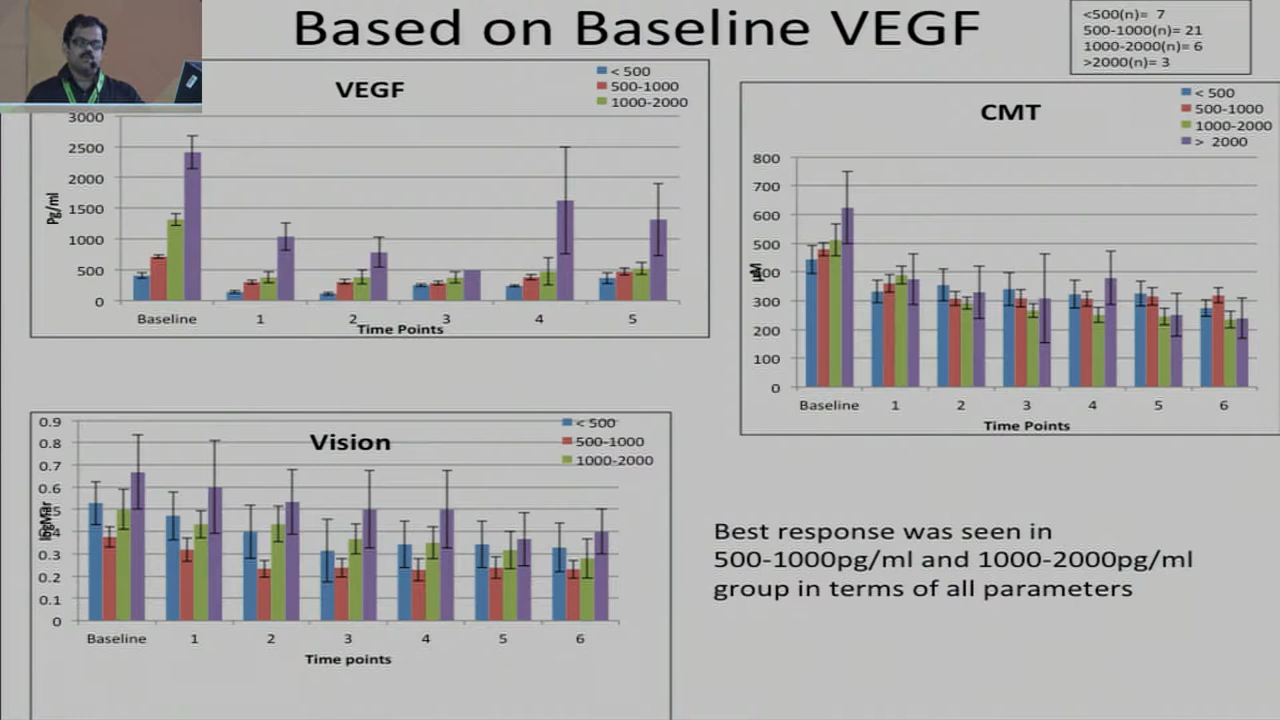 Based on Baseline VEGF
<500(n)= 7
500-1000(n)= 21
1000-2000(n)= 6
>2000(n)= 3
VEGF
< 500
500-1000
1000-2000
3000
2500
2000
1500
1000
500
0
Pg/ml
Baseline 1 2 3 4 5
Time Points
CMT
< 500
500-1000
1000-2000
> 2000
800
700
600
500
400
300
200
100
0
µM
Baseline 1 2 3 4 5 6
Time Points
Vision
< 500
500-1000
1000-2000
0.9
0.8
0.7
0.6
0.5
0.4
0.3
0.2
0.1
0
logMar
Baseline 1 2 3 4 5 6
Time points
Best response was seen in
500-1000pg/ml and 1000-2000pg/ml
group in terms of all parameters